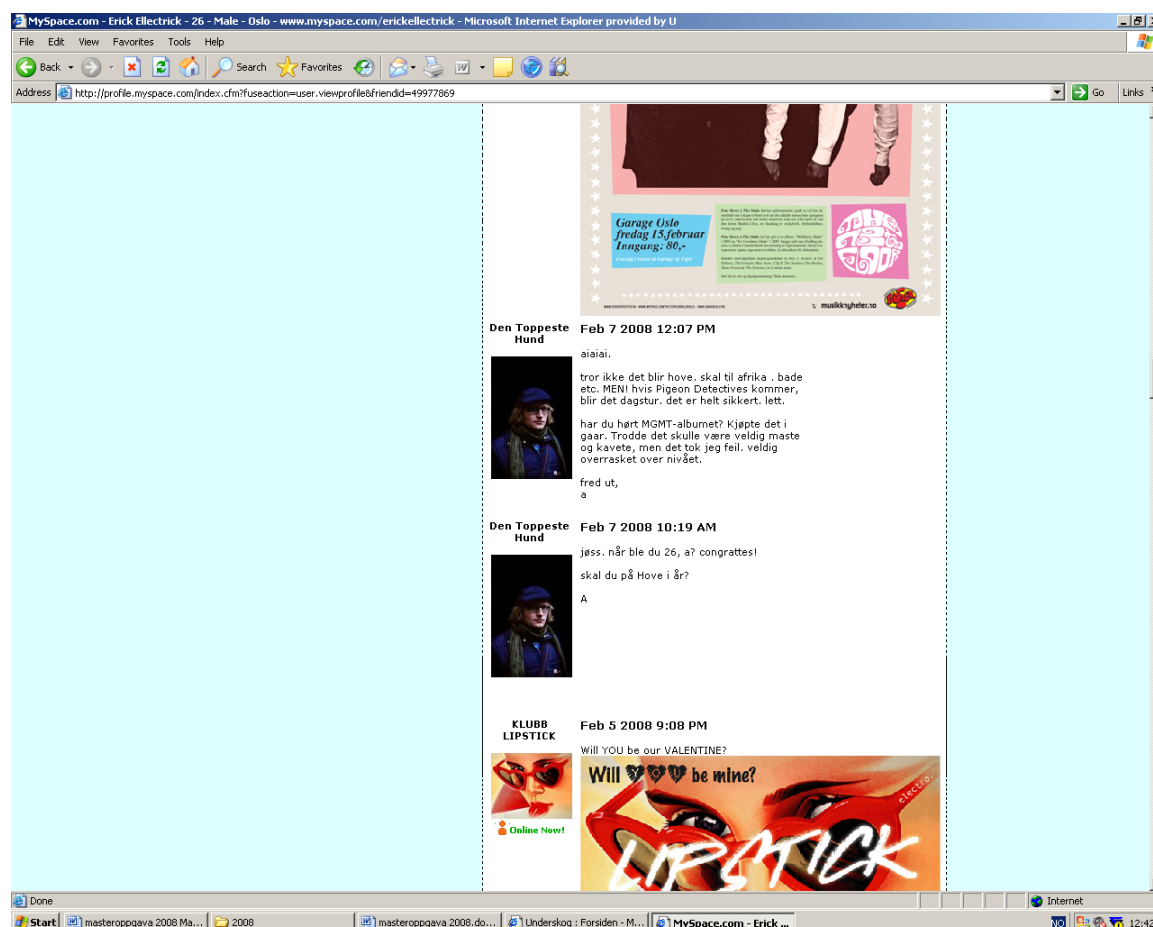 MySpace.com - Erick Ellectrick - 26 - Male - Oslo - www.myspace.com/erickellectrick - Microsoft Internet Explorer provided by U
File Edit View Favorites Tools Help
Back Search Favorites
Address http://profile.myspace.com/index.cfm?fuseaction=user.viewprofile&friendid=49977869 Go Links
Garage Oslo
fredag 15.februar
Inngang: 80,-
musikknyheter.no
Den Toppeste
Hund
Feb 7 2008 12:07 PM
aiaiai.
tror ikke det blir hove. skal til afrika . bade
etc. MEN! hvis Pigeon Detectives kommer,
blir det dagstur. det er helt sikkert. lett.
har du hørt MGMT-albumet? Kjøpte det i
gaar. Trodde det skulle være veldig maste
og kavete, men det tok jeg feil. veldig
overrasket over nivået.
fred ut,
a
Den Toppeste
Hund
Feb 7 2008 10:19 AM
jøss. når ble du 26, a? congrattes!
skal du på Hove i år?
A
KLUBB
LIPSTICK
Feb 5 2008 9:08 PM
Online Now!
Will YOU be our VALENTINE?
Will YOU be mine?
electro
LIPSTICK
Done Internet
Start masteroppgava 2008 Ma... 2008 masteroppgava 2008.do... Underskog : Forsiden - M... MySpace.com - Erick ... NO 12:42